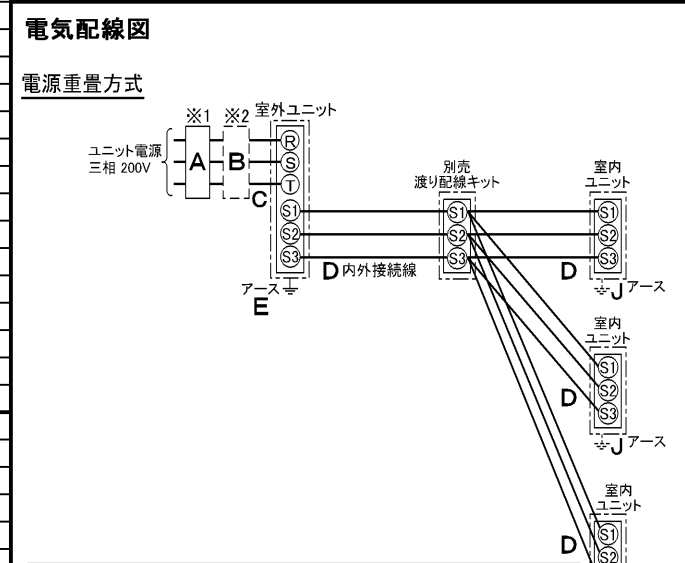 電気配線図
電源重畳方式
※1
※2
室外ユニット
ユニット電源
三相 200V
A
B
C
R
S
T
S1
S2
S3
D 内外接続線
アース
E
別売
渡り配線キット
S1
S2
S3
室内
ユニット
S1
S2
S3
D
J アース
室内
ユニット
S1
S2
S3
D
J アース
室内
ユニット
S1
S2
D